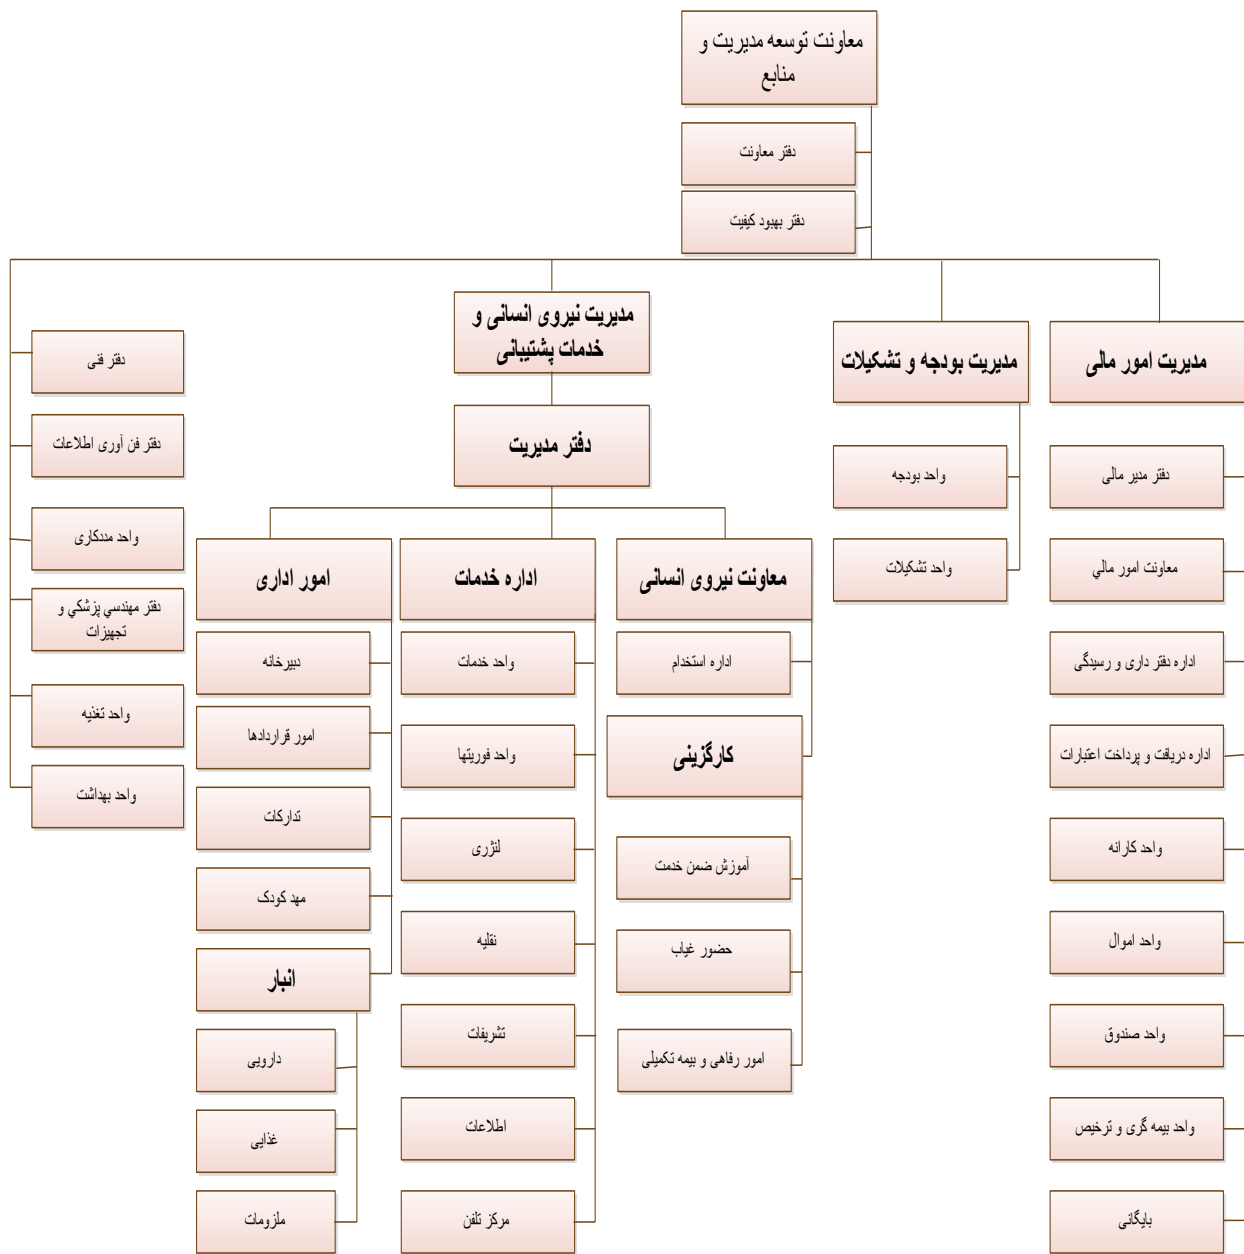 معاونت توسعه مدیریت و
منابع
دفتر معاونت
دفتر بهبود کیفیت
مدیریت امور مالی
دفتر مدیر مالی
معاونت امور مالي
اداره دفتر داری و رسیدگی
اداره دریافت و پرداخت اعتبارات
واحد کارانه
واحد اموال
واحد صندوق
واحد بیمه گری و ترخیص
بایگانی
مدیریت بودجه و تشکیلات
واحد بودجه
واحد تشکیلات
مدیریت نیروی انسانی و
خدمات پشتیبانی
دفتر مدیریت
معاونت نیروی انسانی
اداره استخدام
کارگزینی
آموزش ضمن خدمت
حضور غیاب
امور رفاهی و بیمه تکمیلی
اداره خدمات
واحد خدمات
واحد فوریتها
لنژری
نقلیه
تشریفات
اطلاعات
مرکز تلفن
امور اداری
دبیرخانه
امور قراردادها
تدارکات
مهد کودک
انبار
دارویی
غذایی
ملزومات
دفتر فنی
دفتر فن آوری اطلاعات
واحد مددکاری
دفتر مهندسي پزشكي و
تجهیزات
واحد تغذیه
واحد بهداشت